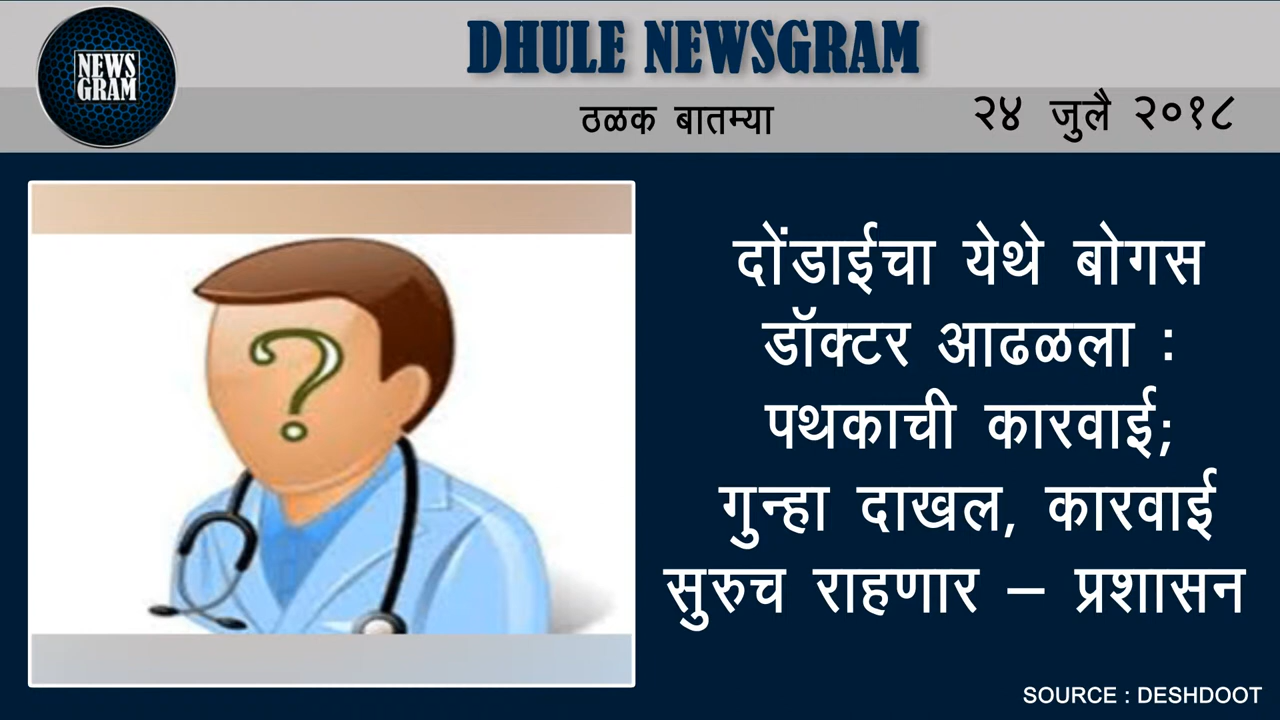 NEWS
GRAM
DHULE NEWSGRAM
ठळक बातम्या
२४ जुलै २०१८
?
दोंडाईचा येथे बोगस
डॉक्टर आढळला :
पथकाची कारवाई;
गुन्हा दाखल, कारवाई
सुरुच राहणार – प्रशासन
SOURCE : DESHDOOT